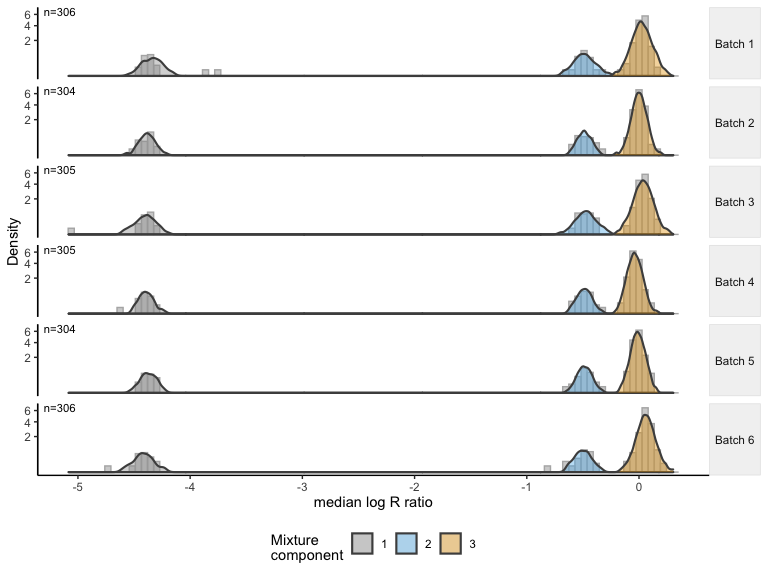 n=306
6
4
2
Batch 1
n=304
6
4
2
Batch 2
n=305
6
4
2
Batch 3
Density
n=305
6
4
2
Batch 4
n=304
6
4
2
Batch 5
n=306
6
4
2
Batch 6
-5 -4 -3 -2 -1 0
median log R ratio
Mixture
component
1 2 3